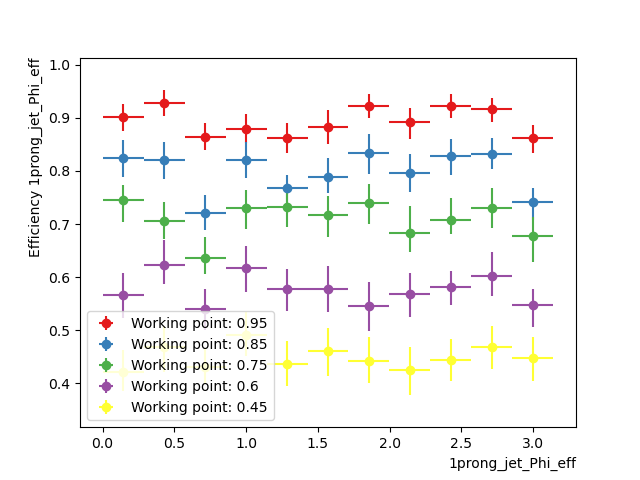 Efficiency 1prong_jet_Phi_eff
1.0
0.9
0.8
0.7
0.6
0.5
0.4
Working point: 0.95
Working point: 0.85
Working point: 0.75
Working point: 0.6
Working point: 0.45
0.0 0.5 1.0 1.5 2.0 2.5 3.0
1prong_jet_Phi_eff